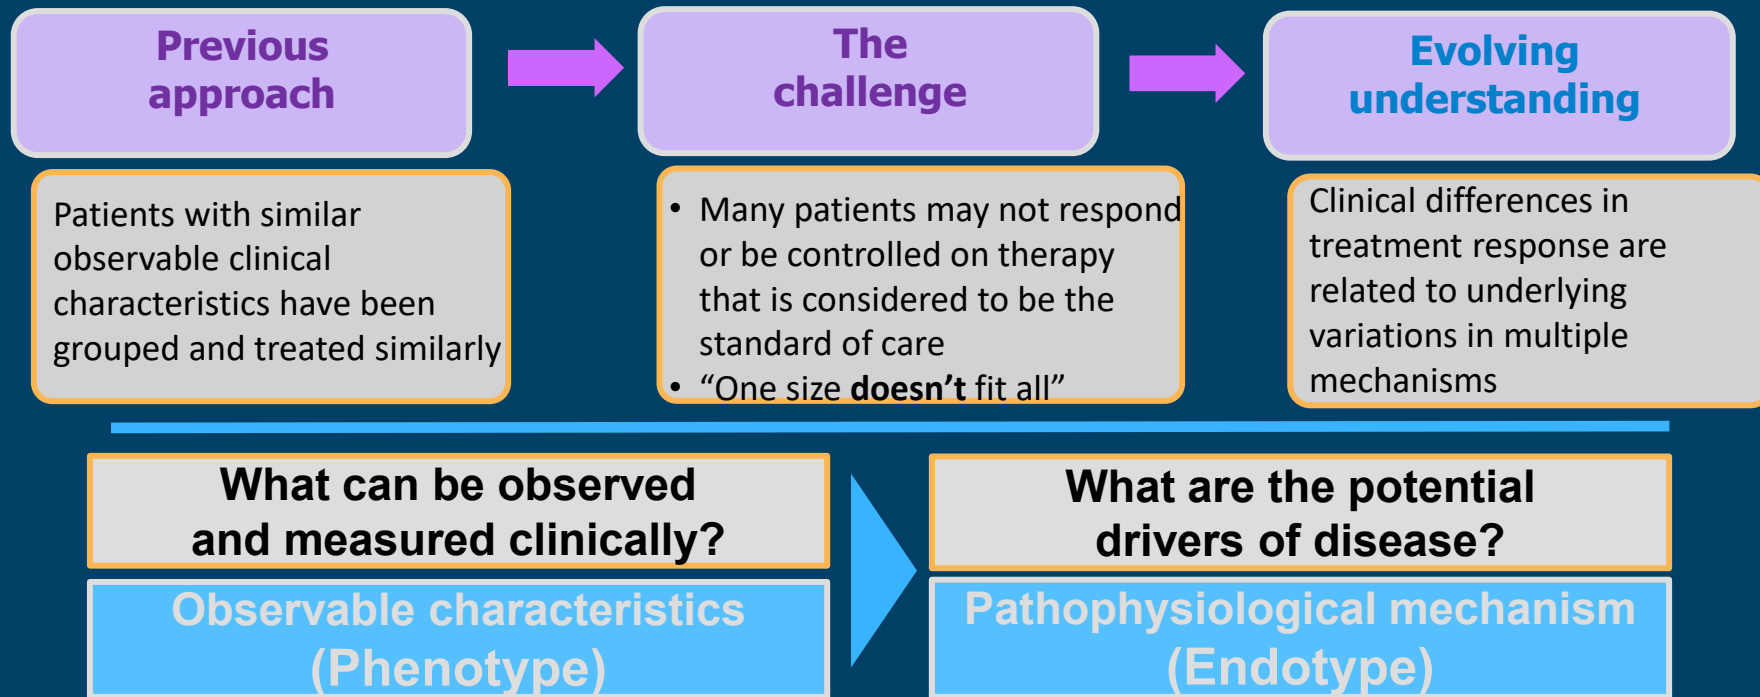 Previous
approach
The
challenge
Evolving
understanding
Patients with similar
observable clinical
characteristics have been
grouped and treated similarly
• Many patients may not respond
or be controlled on therapy
that is considered to be the
standard of care
• “One size doesn’t fit all”
Clinical differences in
treatment response are
related to underlying
variations in multiple
mechanisms
What can be observed
and measured clinically?
Observable characteristics
(Phenotype)
What are the potential
drivers of disease?
Pathophysiological mechanism
(Endotype)